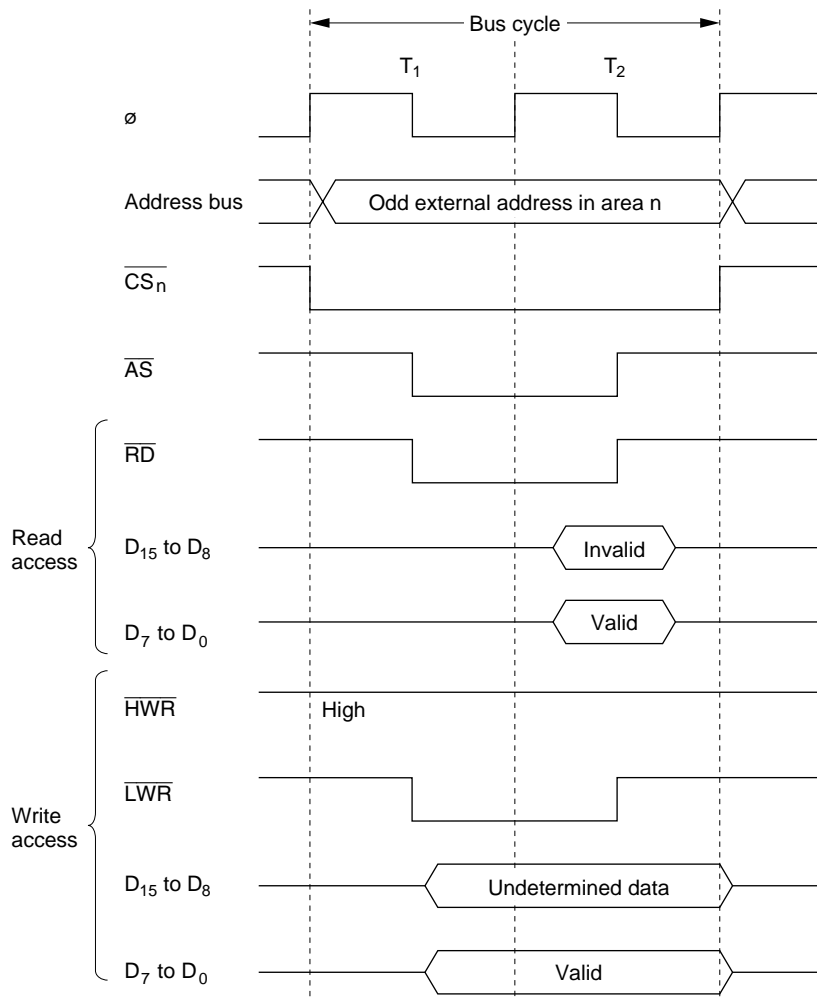 Bus cycle
T1 T2
ø
Address bus Odd external address in area n
CSn
AS
RD
Read access
D15 to D8 Invalid
D7 to D0 Valid
HWR High
LWR
Write access
D15 to D8 Undetermined data
D7 to D0 Valid